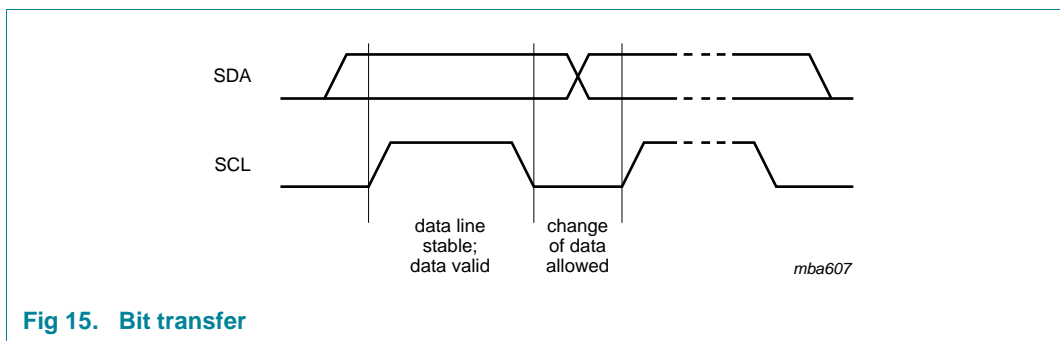 SDA
SCL
data line
stable;
data valid
change
of data
allowed
mba607
Fig 15. Bit transfer